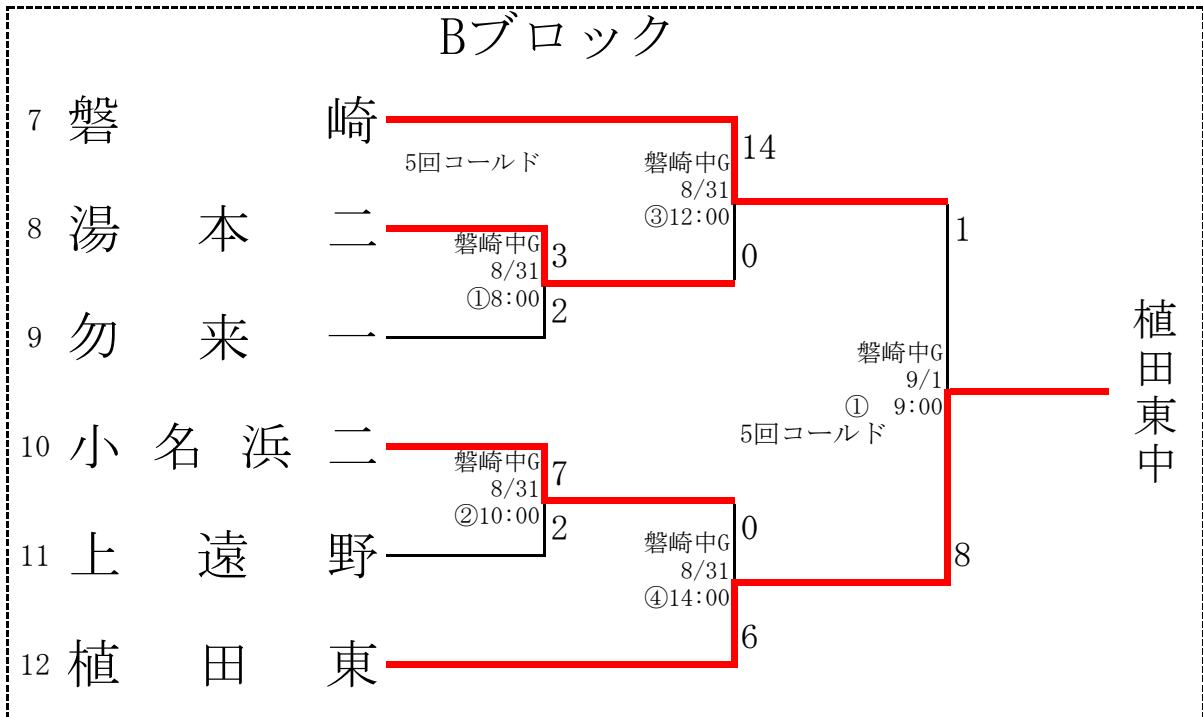 Bブロック
7 磐崎
14
5回コールド
磐崎中G
8/31
③12:00
8 湯本二
磐崎中G
8/31
①8:00
3
0
1
2
9 勿来一
植田東中
磐崎中G
9/1
① 9:00
5回コールド
10 小名浜二
磐崎中G
8/31
②10:00
7
2
0
11 上遠野
磐崎中G
8/31
④14:00
8
6
12 植田東